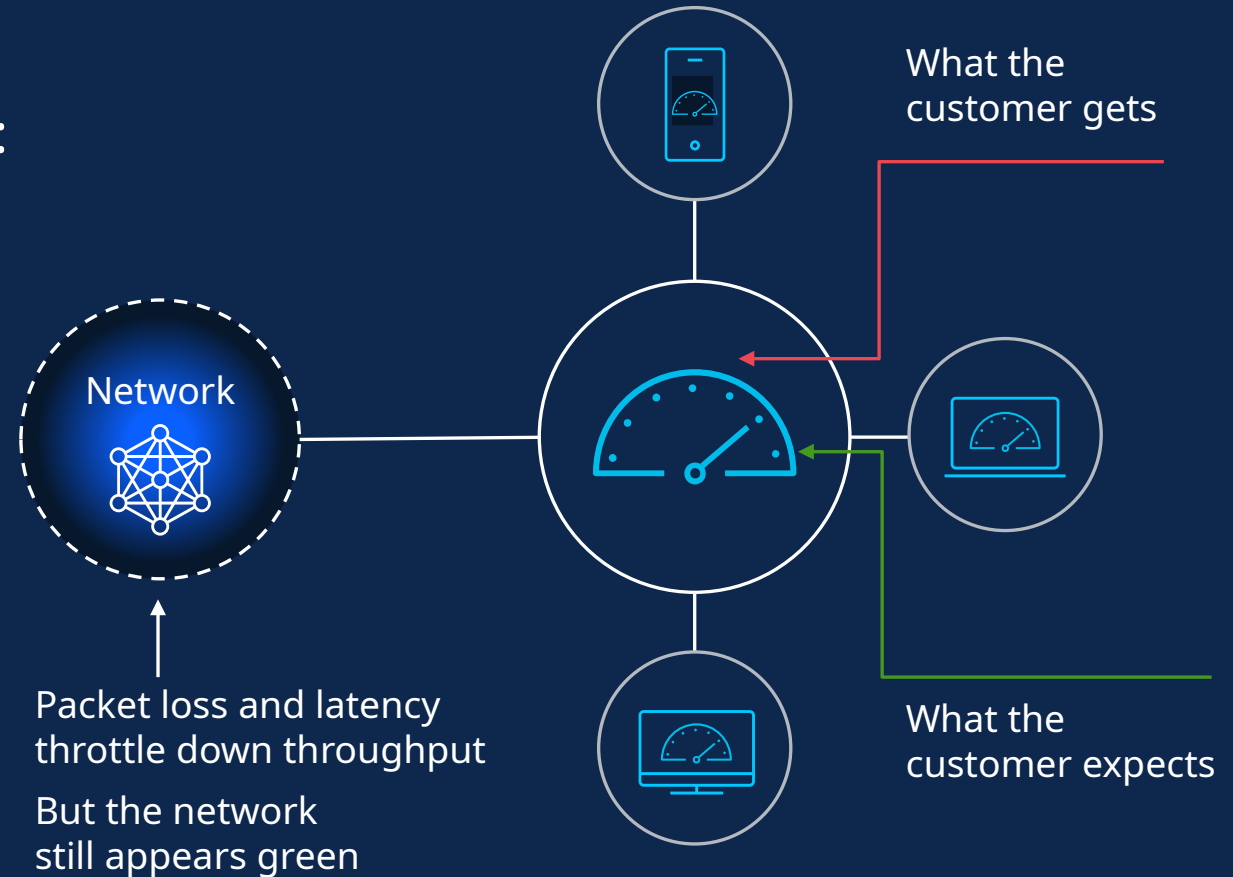 :
What the
customer gets
Network
Packet loss and latency
throttle down throughput
But the network
still appears green
What the
customer expects